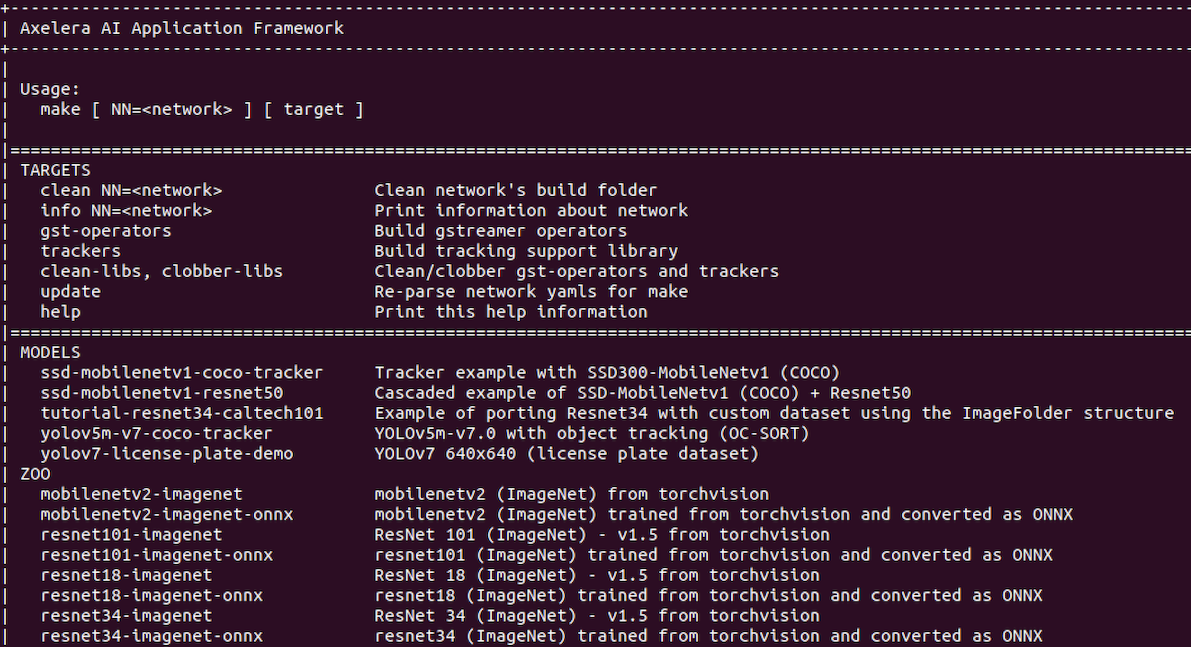 Axelera AI Application Framework
Usage:
make [ NN=<network> ] [ target ]
TARGETS
clean NN=<network> Clean network's build folder
info NN=<network> Print information about network
gst-operators Build gstreamer operators
trackers Build tracking support library
clean-libs, clobber-libs Clean/clobber gst-operators and trackers
update Re-parse network yamls for make
help Print this help information
MODELS
ssd-mobilenetv1-coco-tracker Tracker example with SSD300-MobileNetv1 (COCO)
ssd-mobilenetv1-resnet50 Cascaded example of SSD-MobileNetv1 (COCO) + Resnet50
tutorial-resnet34-caltech101 Example of porting Resnet34 with custom dataset using the ImageFolder structure
yolov5m-v7-coco-tracker YOLOv5m-v7.0 with object tracking (OC-SORT)
yolov7-license-plate-demo YOLOv7 640x640 (license plate dataset)
ZOO
mobilenetv2-imagenet mobilenetv2 (ImageNet) from torchvision
mobilenetv2-imagenet-onnx mobilenetv2 (ImageNet) trained from torchvision and converted as ONNX
resnet101-imagenet ResNet 101 (ImageNet) - v1.5 from torchvision
resnet101-imagenet-onnx resnet101 (ImageNet) trained from torchvision and converted as ONNX
resnet18-imagenet ResNet 18 (ImageNet) - v1.5 from torchvision
resnet18-imagenet-onnx resnet18 (ImageNet) trained from torchvision and converted as ONNX
resnet34-imagenet ResNet 34 (ImageNet) - v1.5 from torchvision
resnet34-imagenet-onnx resnet34 (ImageNet) trained from torchvision and converted as ONNX